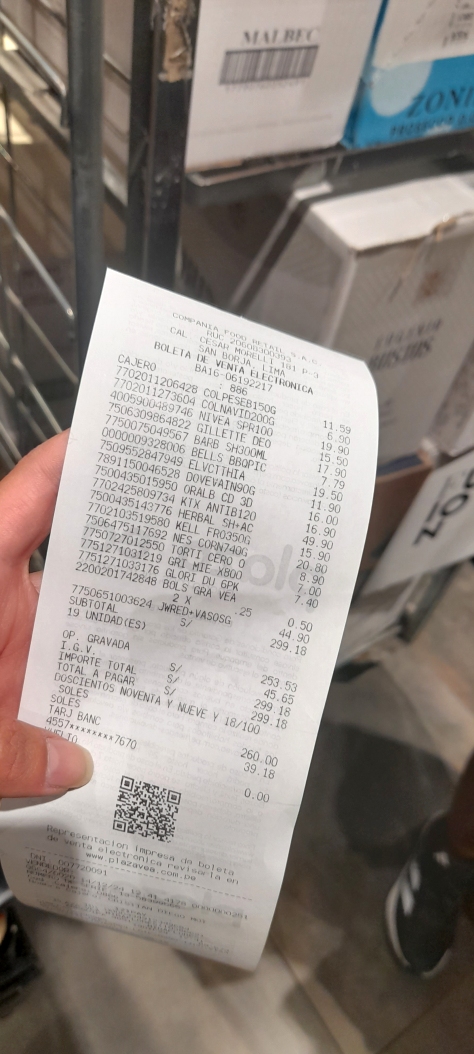 MALBEC
ZONI
COMPANIA FOOD RETAIL S.A.C.
RUC
CAL CESAR MORELLI 181 P-3
SAN BORJA, LIMA
BOLETA DE VENTA ELECTRONICA
BA16-06192217
CAJERO : 886
7702011206428 COLPESEB150G 11.59
7702011273604 COLNAVID200G 6.90
4005900489746 NIVEA SPR100 15.50
7506309864822 GILLETTE DEO 19.90
7750075049567 BARB SH300ML 17.90
0000009328006 BELLS BBQPIC 7.79
7509552847949 ELVCTTHIA 19.50
7891150046528 DOVEVAIN90G 11.90
7500435015950 ORALB CD 3D 16.00
7702425809734 KTX ANTIB120 16.90
7500435143776 HERBAL SH+AC 49.90
7702103519580 KELL FRO350G 15.90
7506475117692 NES CORN740G 20.80
7750727012550 TORTI CERO O 8.90
7751271031219 GRI MIE X800 7.00
7751271033176 GLORI DU GPK 7.40
2200201742848 BOLS GRA VEA
2 X .25 0.50
7750651003624 JWRED+VASOSG 44.90
SUBTOTAL S/ 299.18
19 UNIDAD(ES)
OP. GRAVADA S/ 253.53
I.G.V. S/ 45.65
IMPORTE TOTAL S/ 299.18
TOTAL A PAGAR 299.18
DOSCIENTOS NOVENTA Y NUEVE Y 18/100
SOLES
SOLES 260.00
TARJ BANC 39.18
4557********7670
VUELTO 0.00
Representacion impresa de boleta
de venta electronica revisarla en
www.plazavea.com.pe